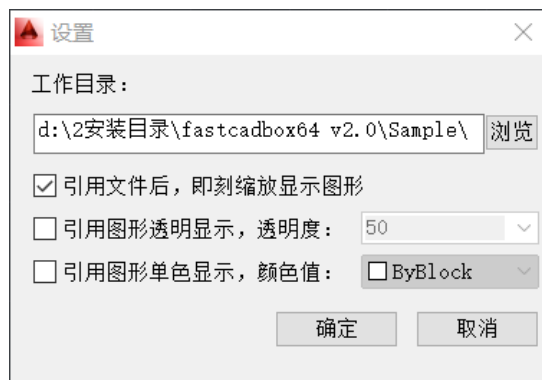 设置
工作目录：
d:\2安装目录\fastcadbox64 v2.0\Sample\ 浏览
引用文件后，即刻缩放显示图形
引用图形透明显示，透明度： 50
引用图形单色显示，颜色值： ByBlock
确定 取消